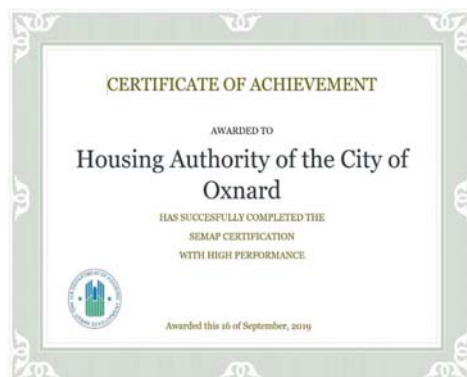 CERTIFICATE OF ACHIEVEMENT
AWARDED TO
Housing Authority of the City of
Oxnard
HAS SUCCESFULLY COMPLETED THE
SEMAP CERTIFICATION
WITH HIGH PERFORMANCE
Awarded this 16 of September, 2019